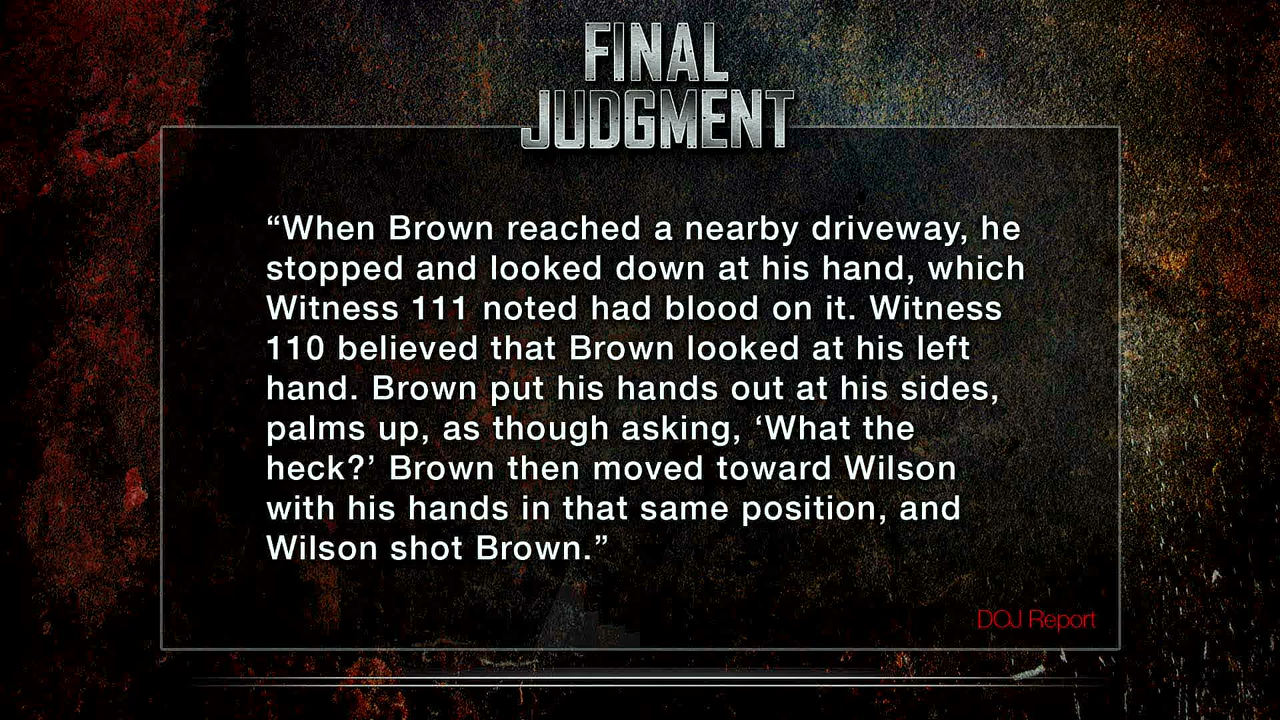 FINAL
JUDGMENT
“When Brown reached a nearby driveway, he
stopped and looked down at his hand, which
Witness 111 noted had blood on it. Witness
110 believed that Brown looked at his left
hand. Brown put his hands out at his sides,
palms up, as though asking, ‘What the
heck?’ Brown then moved toward Wilson
with his hands in that same position, and
Wilson shot Brown.”
DOJ Report